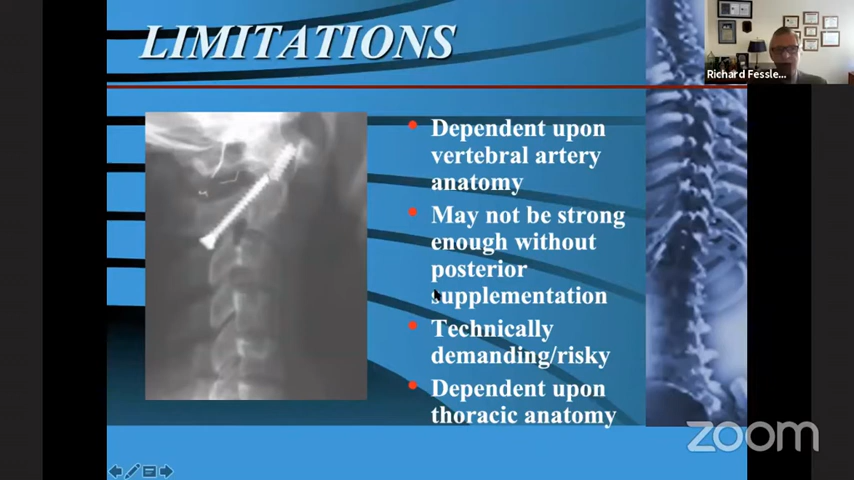 LIMITATIONS
Richard Fessle...
Dependent upon
vertebral artery
anatomy
May not be strong
enough without
posterior
supplementation
Technically
demanding/risky
Dependent upon
thoracic anatomy
zoom